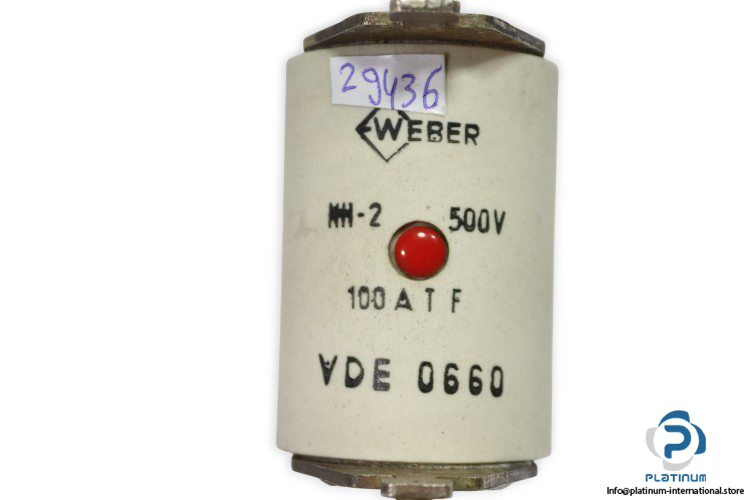 29436
WEBER
NH-2 500V
100 A T F
VDE 0660
PLATINUM
Info@platinum-international.store